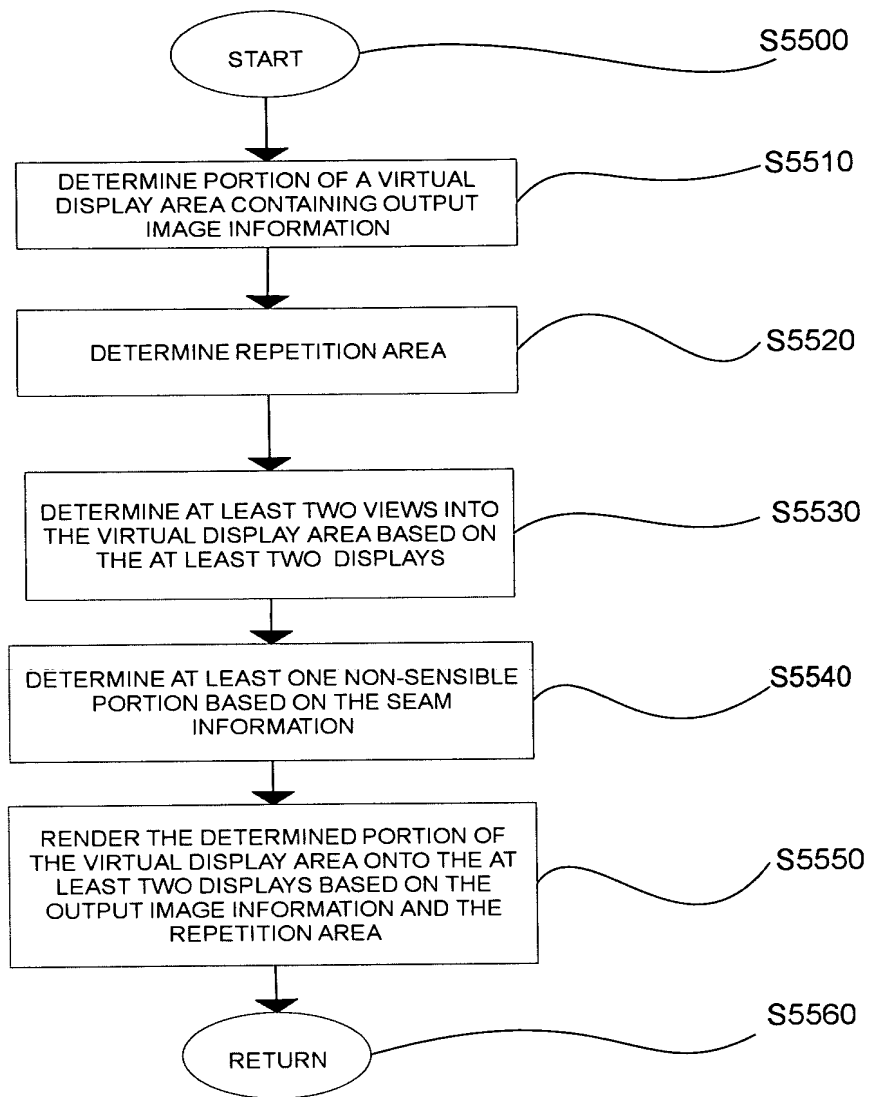 START
S5500
DETERMINE PORTION OF A VIRTUAL
DISPLAY AREA CONTAINING OUTPUT
IMAGE INFORMATION
S5510
DETERMINE REPETITION AREA
S5520
DETERMINE AT LEAST TWO VIEWS INTO
THE VIRTUAL DISPLAY AREA BASED ON
THE AT LEAST TWO DISPLAYS
S5530
DETERMINE AT LEAST ONE NON-SENSIBLE
PORTION BASED ON THE SEAM
INFORMATION
S5540
RENDER THE DETERMINED PORTION OF
THE VIRTUAL DISPLAY AREA ONTO THE AT
LEAST TWO DISPLAYS BASED ON THE
OUTPUT IMAGE INFORMATION AND THE
REPETITION AREA
S5550
RETURN
S5560